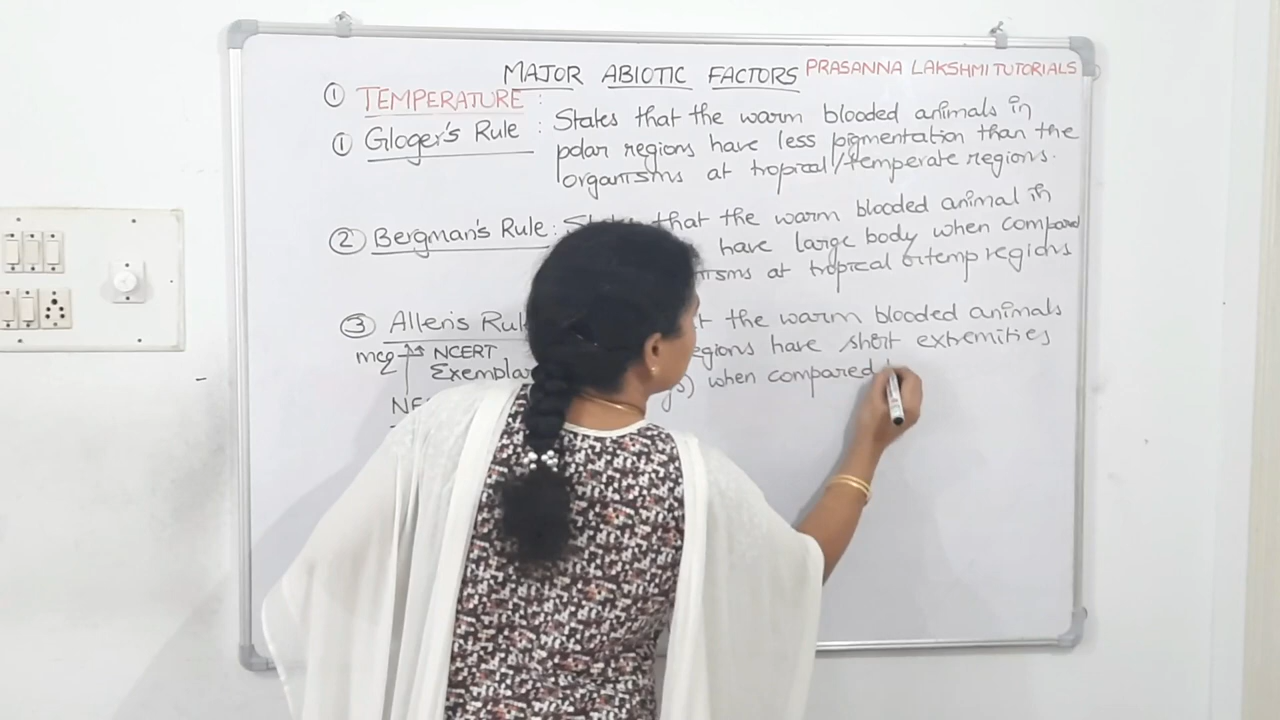 MAJOR ABIOTIC FACTORS PRASANNA LAKSHMI TUTORIALS
① TEMPERATURE :
① Gloger's Rule : States that the warm blooded animals in
polar regions have less pigmentation than the
organisms at tropical/temperate regions.
② Bergman's Rule : that the warm blooded animal in
have large body when compared
at tropical or temp regions
③ Allen's the warm blooded animals
have short extremities
mcq NCERT
Exemplar when compared